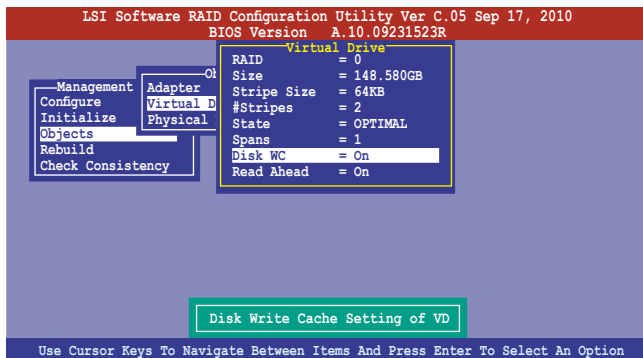 LSI Software RAID Configuration Utility Ver C.05 Sep 17, 2010
BIOS Version A.10.09231523R
Management
Configure
Initialize
Objects
Rebuild
Check Consistency
Ob
Adapter
Virtual D
Physical
Virtual Drive
RAID = 0
Size = 148.580GB
Stripe Size = 64KB
#Stripes = 2
State = OPTIMAL
Spans = 1
Disk WC = On
Read Ahead = On
Disk Write Cache Setting of VD
Use Cursor Keys To Navigate Between Items And Press Enter To Select An Option